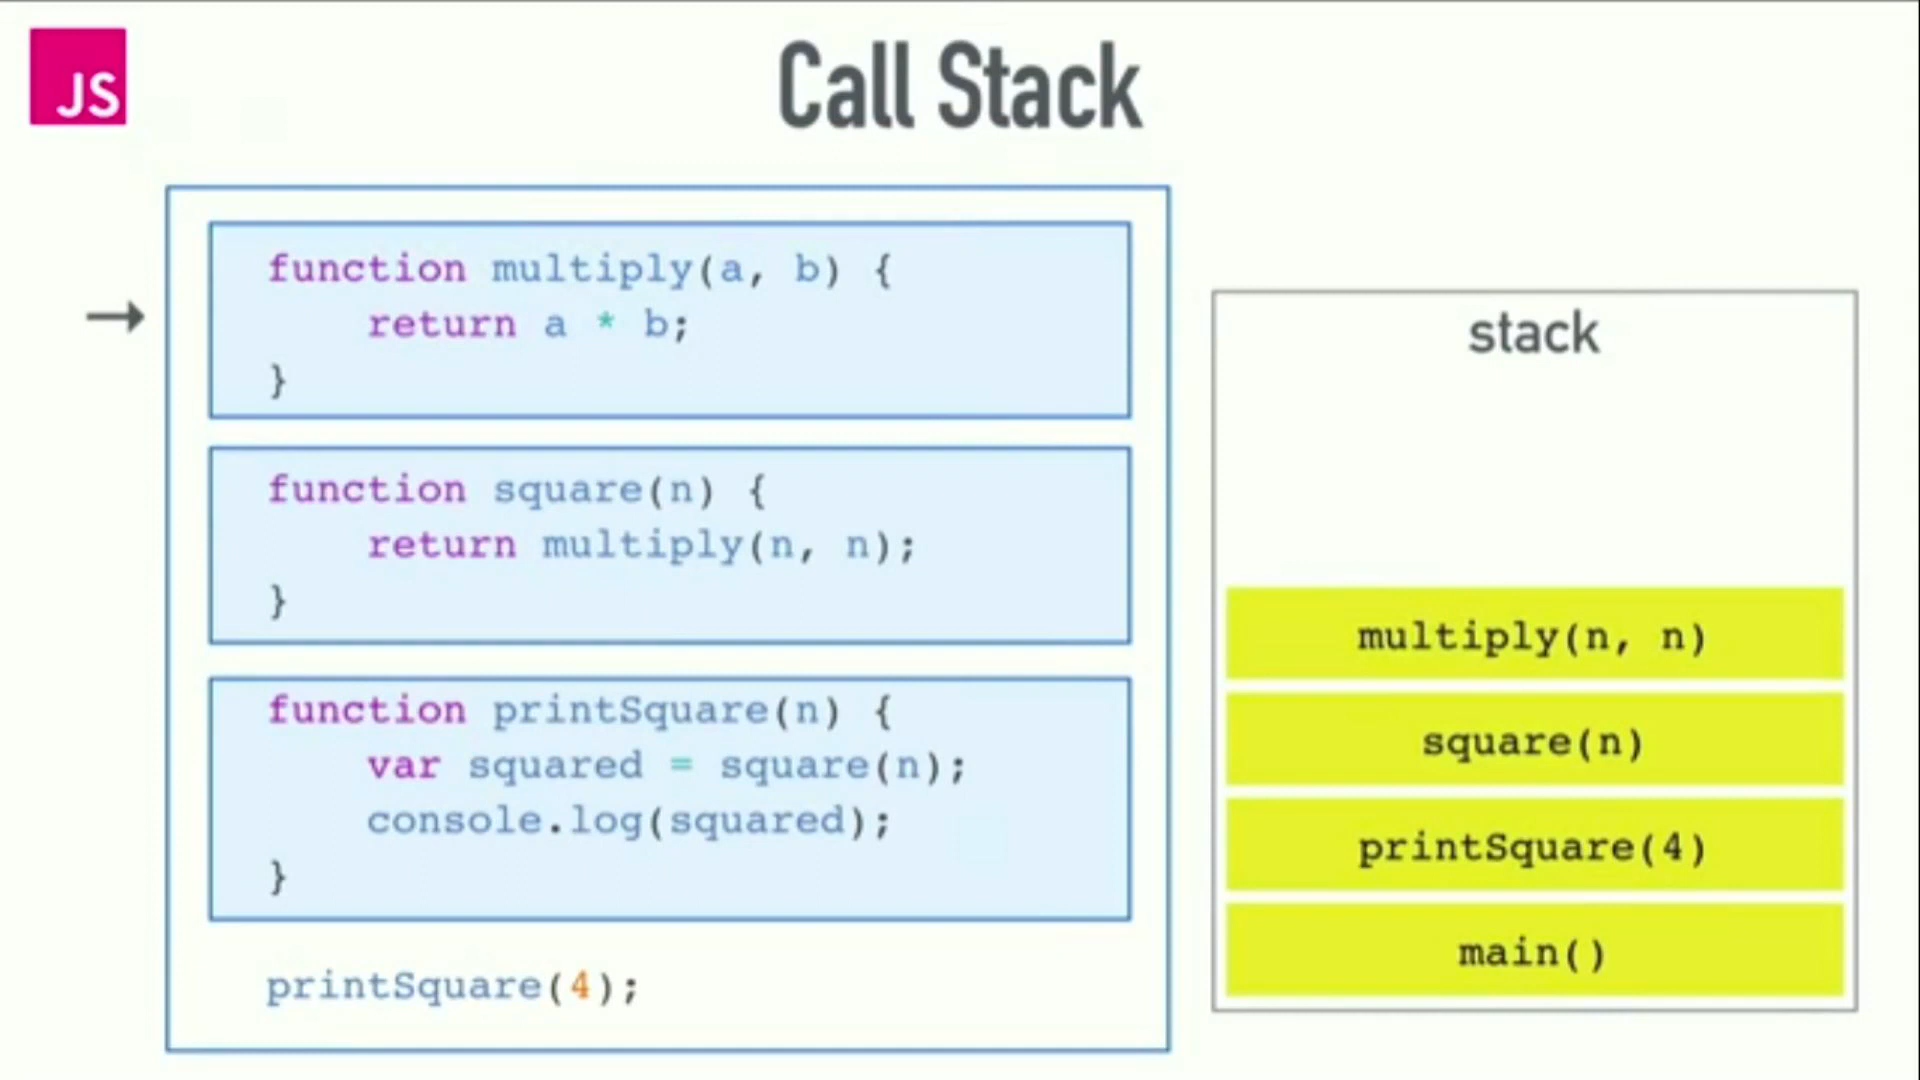 JS
Call Stack
function multiply(a, b) {
    return a * b;
}
function square(n) {
    return multiply(n, n);
}
function printSquare(n) {
    var squared = square(n);
    console.log(squared);
}
printSquare(4);
stack
multiply(n, n)
square(n)
printSquare(4)
main()